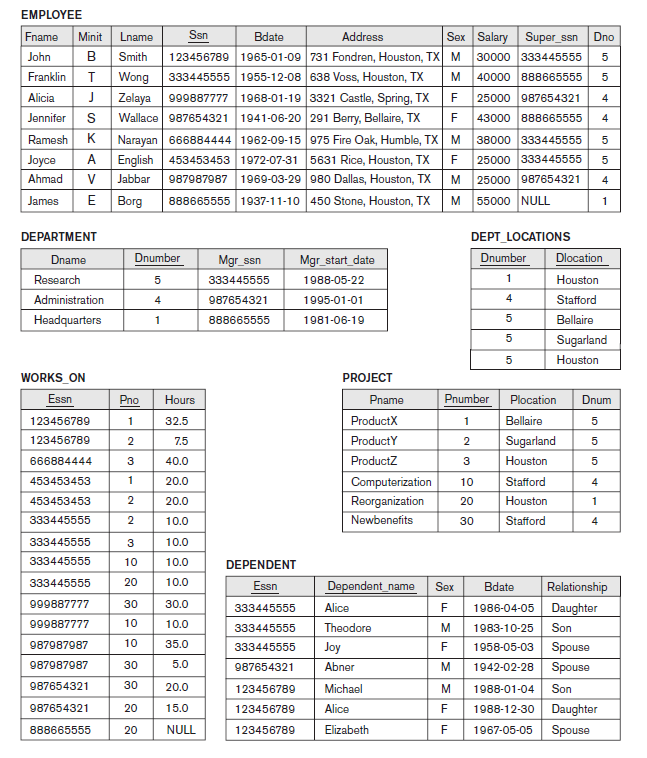 EMPLOYEE
Fname Minit Lname Ssn Bdate Address Sex Salary Super_ssn Dno
John B Smith 123456789 1965-01-09 731 Fondren, Houston, TX M 30000 333445555 5
Franklin T Wong 333445555 1955-12-08 638 Voss, Houston, TX M 40000 888665555 5
Alicia J Zelaya 999887777 1968-01-19 3321 Castle, Spring, TX F 25000 987654321 4
Jennifer S Wallace 987654321 1941-06-20 291 Berry, Bellaire, TX F 43000 888665555 4
Ramesh K Narayan 666884444 1962-09-15 975 Fire Oak, Humble, TX M 38000 333445555 5
Joyce A English 453453453 1972-07-31 5631 Rice, Houston, TX F 25000 333445555 5
Ahmad V Jabbar 987987987 1969-03-29 980 Dallas, Houston, TX M 25000 987654321 4
James E Borg 888665555 1937-11-10 450 Stone, Houston, TX M 55000 NULL 1
DEPARTMENT
Dname Dnumber Mgr_ssn Mgr_start_date
Research 5 333445555 1988-05-22
Administration 4 987654321 1995-01-01
Headquarters 1 888665555 1981-06-19
DEPT_LOCATIONS
Dnumber Dlocation
1 Houston
4 Stafford
5 Bellaire
5 Sugarland
5 Houston
WORKS_ON
Essn Pno Hours
123456789 1 32.5
123456789 2 7.5
666884444 3 40.0
453453453 1 20.0
453453453 2 20.0
333445555 2 10.0
333445555 3 10.0
333445555 10 10.0
333445555 20 10.0
999887777 30 30.0
999887777 10 10.0
987987987 10 35.0
987987987 30 5.0
987654321 30 20.0
987654321 20 15.0
888665555 20 NULL
PROJECT
Pname Pnumber Plocation Dnum
ProductX 1 Bellaire 5
ProductY 2 Sugarland 5
ProductZ 3 Houston 5
Computerization 10 Stafford 4
Reorganization 20 Houston 1
Newbenefits 30 Stafford 4
DEPENDENT
Essn Dependent_name Sex Bdate Relationship
333445555 Alice F 1986-04-05 Daughter
333445555 Theodore M 1983-10-25 Son
333445555 Joy F 1958-05-03 Spouse
987654321 Abner M 1942-02-28 Spouse
123456789 Michael M 1988-01-04 Son
123456789 Alice F 1988-12-30 Daughter
123456789 Elizabeth F 1967-05-05 Spouse